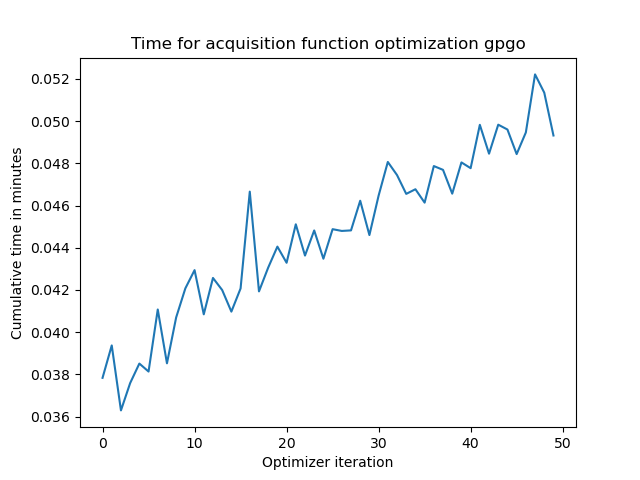 Time for acquisition function optimization gpgo
Cumulative time in minutes
0.052
0.050
0.048
0.046
0.044
0.042
0.040
0.038
0.036
0 10 20 30 40 50
Optimizer iteration